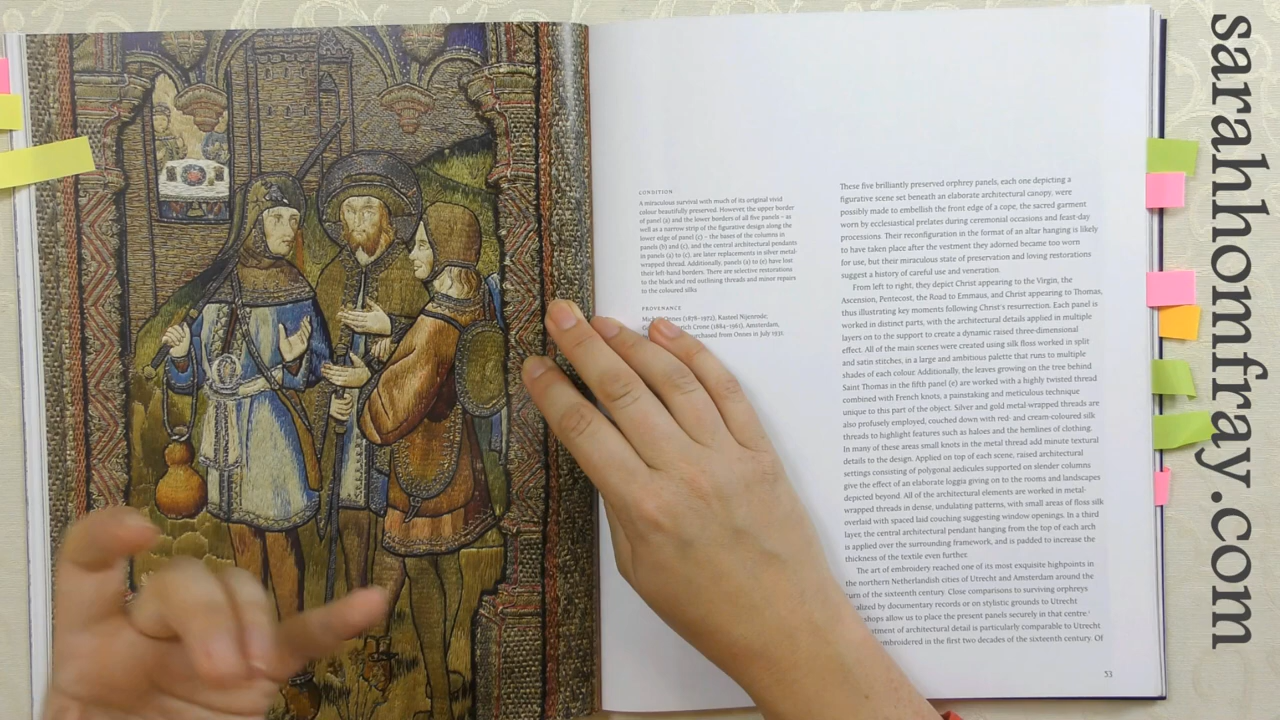 CONDITION
A miraculous survival with much of its original vivid
colour beautifully preserved. However, the upper border
of panel (a) and the lower borders of all five panels – as
well as a narrow strip of the figurative design along the
lower edge of panel (c) – the bases of the columns in
panels (b) and (c), and the central architectural pendants
in panels (a) to (c), are later replacements in silver metal-
wrapped thread. Additionally, panels (a) to (e) have lost
their left-hand borders. There are selective restorations
to the black and red outlining threads and minor repairs
to the coloured silks.
PROVENANCE
Onnes (1878–1972), Kasteel Nijenrode;
Crone (1884–1961), Amsterdam,
purchased from Onnes in July 1931.
These five brilliantly preserved orphrey panels, each one depicting a
figurative scene set beneath an elaborate architectural canopy, were
possibly made to embellish the front edge of a cope, the sacred garment
worn by ecclesiastical prelates during ceremonial occasions and feast-day
processions. Their reconfiguration in the format of an altar hanging is likely
to have taken place after the vestment they adorned became too worn
for use, but their miraculous state of preservation and loving restorations
suggest a history of careful use and veneration.
From left to right, they depict Christ appearing to the Virgin, the
Ascension, Pentecost, the Road to Emmaus, and Christ appearing to Thomas,
thus illustrating key moments following Christ's resurrection. Each panel is
worked in distinct parts, with the architectural details applied in multiple
layers on to the support to create a dynamic raised three-dimensional
effect. All of the main scenes were created using silk floss worked in split
and satin stitches, in a large and ambitious palette that runs to multiple
shades of each colour. Additionally, the leaves growing on the tree behind
Saint Thomas in the fifth panel (e) are worked with a highly twisted thread
combined with French knots, a painstaking and meticulous technique
unique to this part of the object. Silver and gold metal-wrapped threads are
also profusely employed, couched down with red- and cream-coloured silk
threads to highlight features such as haloes and the hemlines of clothing.
In many of these areas small knots in the metal thread add minute textural
details to the design. Applied on top of each scene, raised architectural
settings consisting of polygonal aedicules supported on slender columns
give the effect of an elaborate loggia giving on to the rooms and landscapes
depicted beyond. All of the architectural elements are worked in metal-
wrapped threads in dense, undulating patterns, with small areas of floss silk
overlaid with spaced laid couching suggesting window openings. In a third
layer, the central architectural pendant hanging from the top of each arch
is applied over the surrounding framework, and is padded to increase the
thickness of the textile even further.
The art of embroidery reached one of its most exquisite highpoints in
the northern Netherlandish cities of Utrecht and Amsterdam around the
turn of the sixteenth century. Close comparisons to surviving orphreys
by documentary records or on stylistic grounds to Utrecht
allow us to place the present panels securely in that centre.
of architectural detail is particularly comparable to Utrecht
embroidered in the first two decades of the sixteenth century. Of
53
sarahhomfray.com